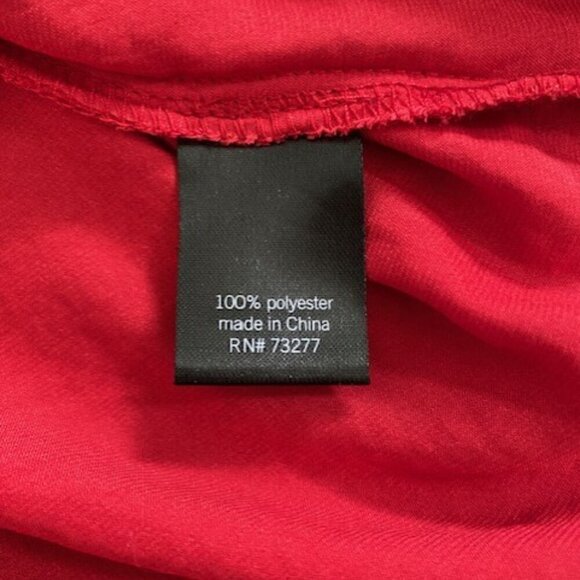 100% polyester
made in China
RN# 73277